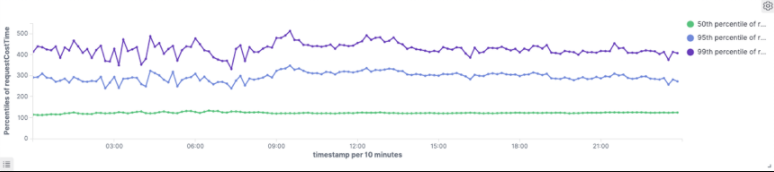 Percentiles of requestCostTime
500
400
300
200
100
0
03:00
06:00
09:00
12:00
15:00
18:00
21:00
timestamp per 10 minutes
50th percentile of r...
95th percentile of r...
99th percentile of r...